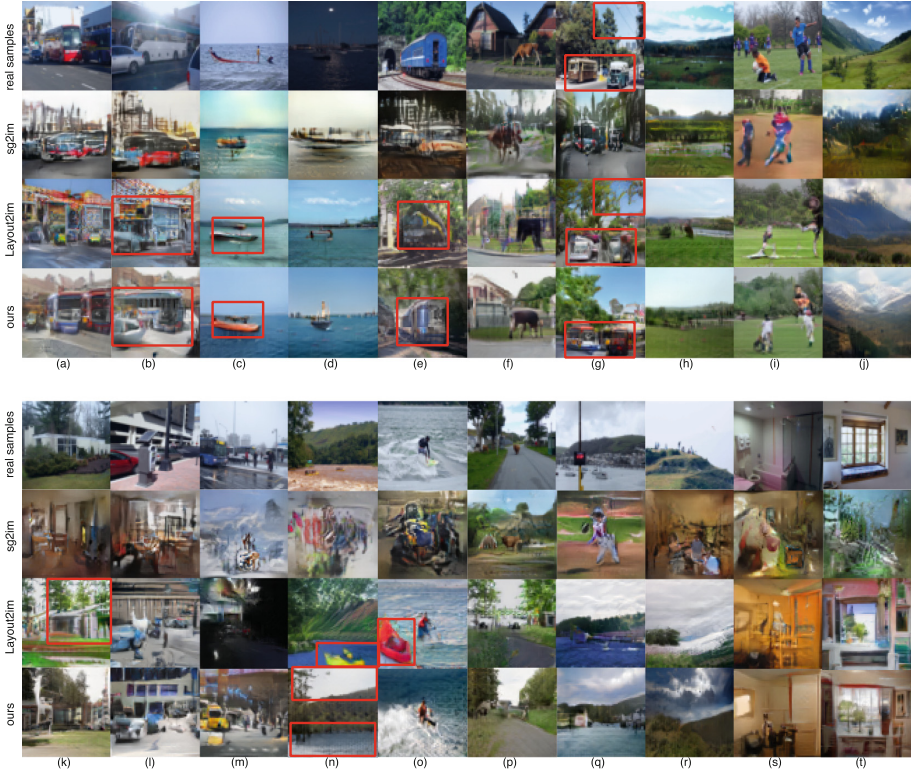 real samples
sg2im
Layout2im
ours
(a) (b) (c) (d) (e) (f) (g) (h) (i) (j)
real samples
sg2im
Layout2im
ours
(k) (l) (m) (n) (o) (p) (q) (r) (s) (t)